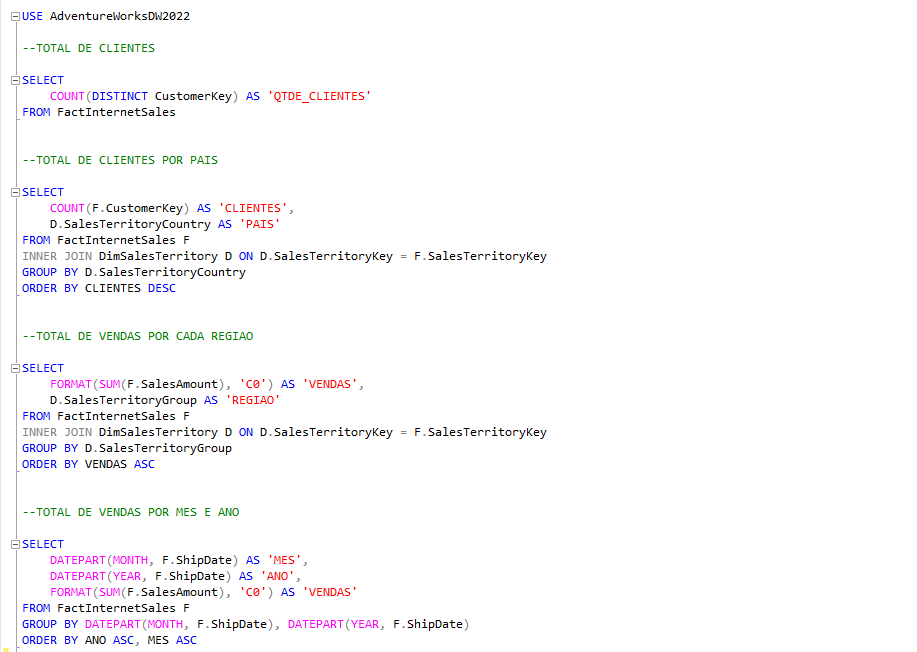 USE AdventureWorksDW2022
--TOTAL DE CLIENTES
SELECT
COUNT(DISTINCT CustomerKey) AS 'QTDE_CLIENTES'
FROM FactInternetSales
--TOTAL DE CLIENTES POR PAIS
SELECT
COUNT(F.CustomerKey) AS 'CLIENTES',
D.SalesTerritoryCountry AS 'PAIS'
FROM FactInternetSales F
INNER JOIN DimSalesTerritory D ON D.SalesTerritoryKey = F.SalesTerritoryKey
GROUP BY D.SalesTerritoryCountry
ORDER BY CLIENTES DESC
--TOTAL DE VENDAS POR CADA REGIAO
SELECT
FORMAT(SUM(F.SalesAmount), 'C0') AS 'VENDAS',
D.SalesTerritoryGroup AS 'REGIAO'
FROM FactInternetSales F
INNER JOIN DimSalesTerritory D ON D.SalesTerritoryKey = F.SalesTerritoryKey
GROUP BY D.SalesTerritoryGroup
ORDER BY VENDAS ASC
--TOTAL DE VENDAS POR MES E ANO
SELECT
DATEPART(MONTH, F.ShipDate) AS 'MES',
DATEPART(YEAR, F.ShipDate) AS 'ANO',
FORMAT(SUM(F.SalesAmount), 'C0') AS 'VENDAS'
FROM FactInternetSales F
GROUP BY DATEPART(MONTH, F.ShipDate), DATEPART(YEAR, F.ShipDate)
ORDER BY ANO ASC, MES ASC